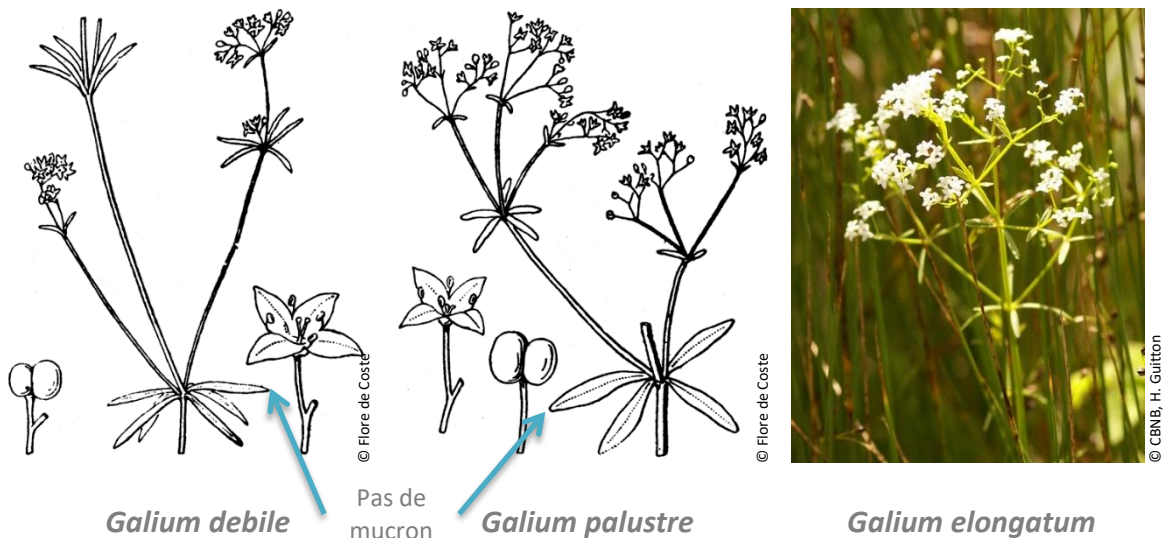 © Flore de Coste
© Flore de Coste
© CBNB, H. Guitton
Pas de
mucron
Galium debile
Galium palustre
Galium elongatum